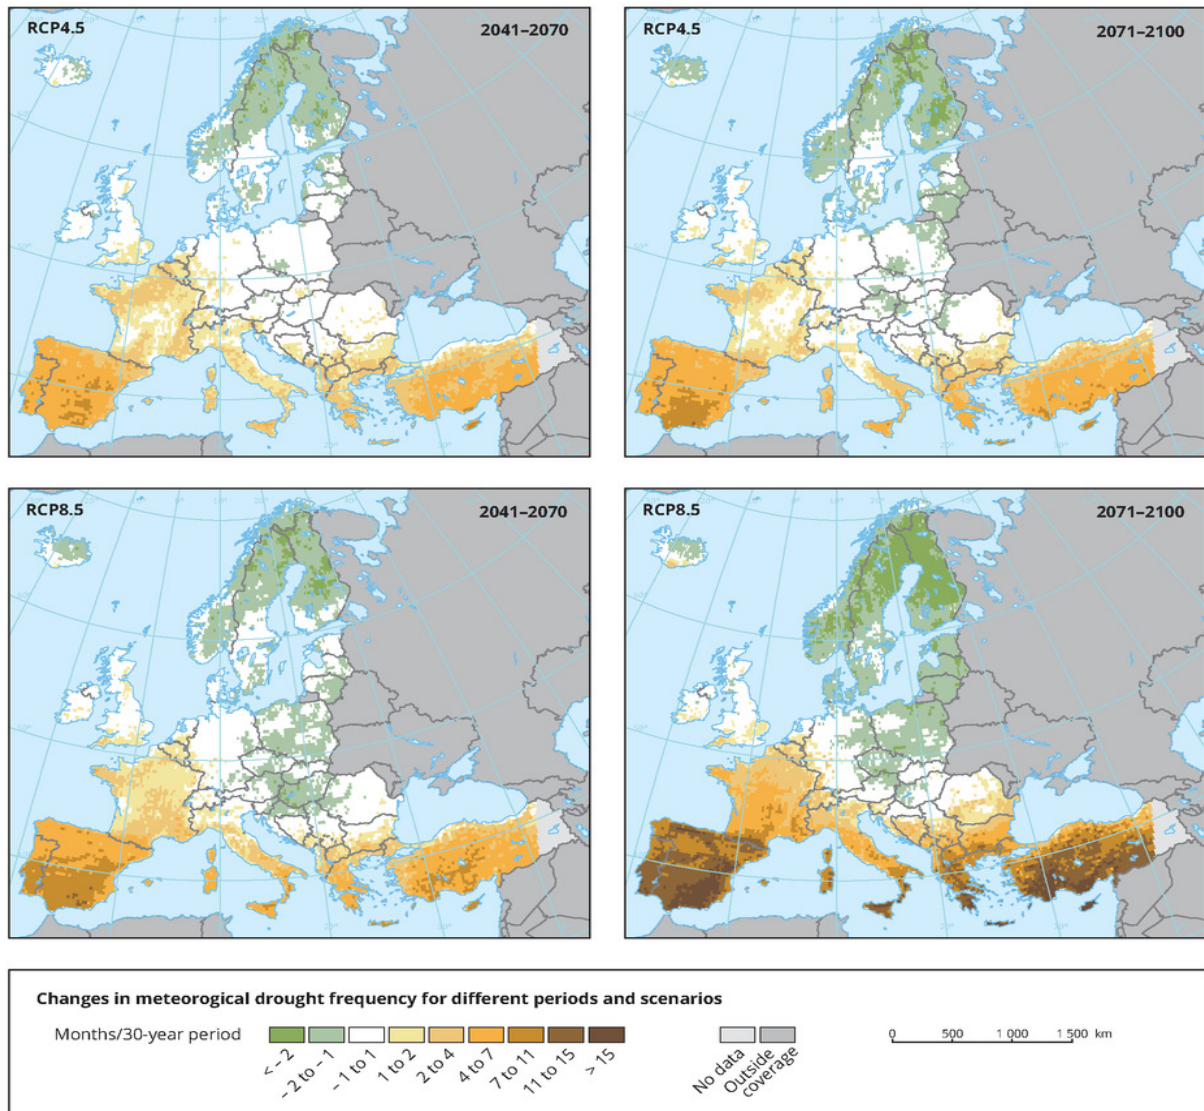 RCP4.5 2041–2070
RCP4.5 2071–2100
RCP8.5 2041–2070
RCP8.5 2071–2100
Changes in meteorogical drought frequency for different periods and scenarios
Months/30-year period
< – 2
– 2 to – 1
– 1 to 1
1 to 2
2 to 4
4 to 7
7 to 11
11 to 15
> 15
No data
Outside
coverage
0 500 1 000 1 500 km